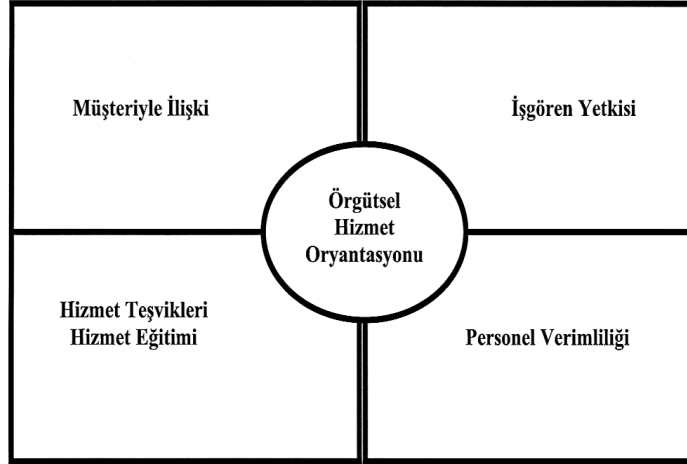 Müşteriyle İlişki
İşgören Yetkisi
Örgütsel
Hizmet
Oryantasyonu
Hizmet Teşvikleri
Hizmet Eğitimi
Personel Verimliliği